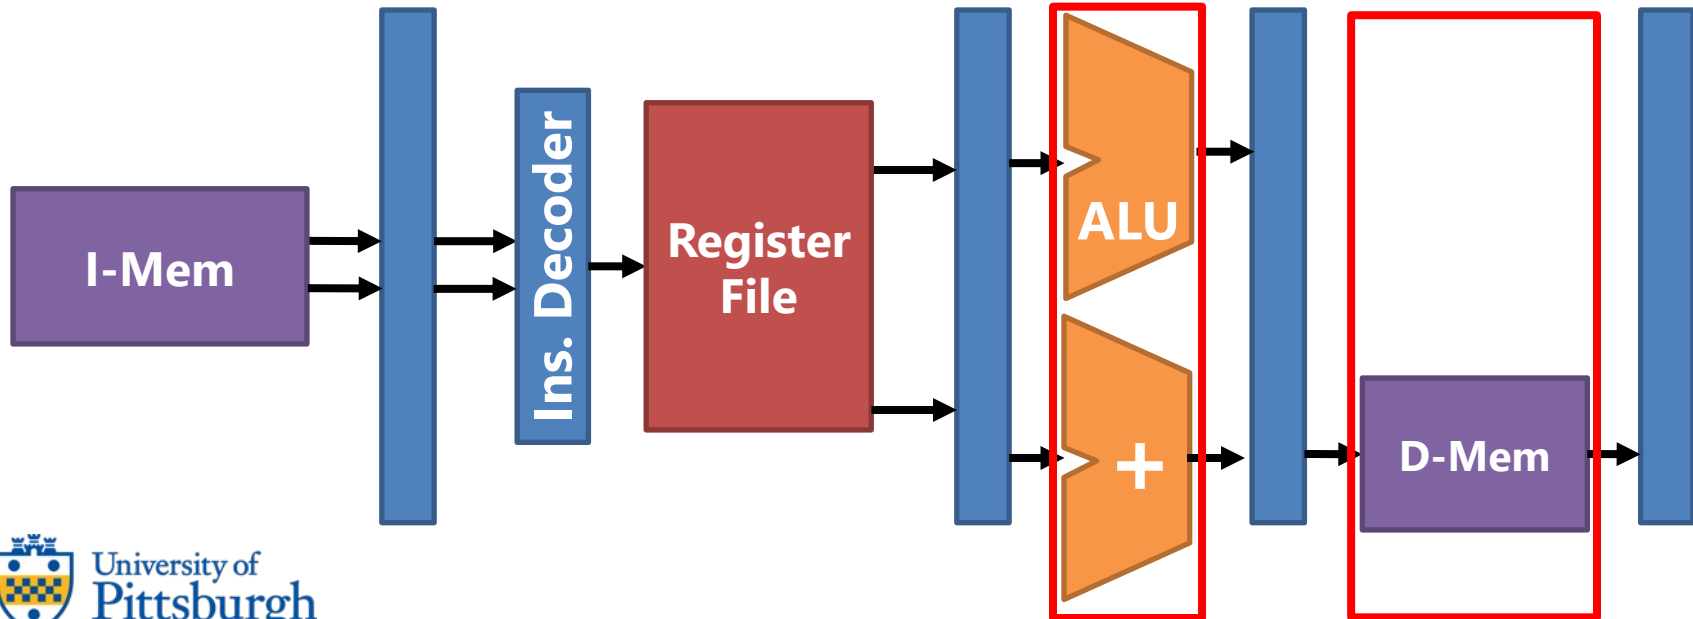 I-Mem
Ins. Decoder
Register
File
ALU
+
D-Mem
University of
Pittsburgh